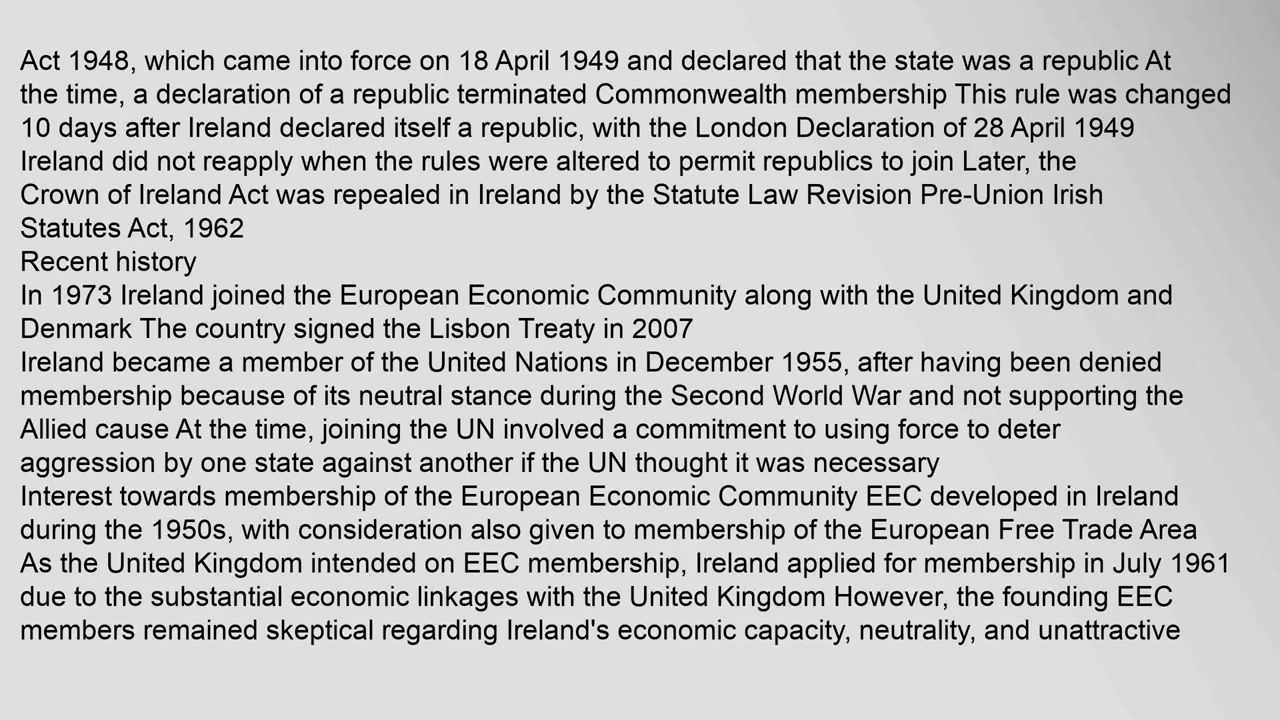 Act 1948, which came into force on 18 April 1949 and declared that the state was a republic At
the time, a declaration of a republic terminated Commonwealth membership This rule was changed
10 days after Ireland declared itself a republic, with the London Declaration of 28 April 1949
Ireland did not reapply when the rules were altered to permit republics to join Later, the
Crown of Ireland Act was repealed in Ireland by the Statute Law Revision Pre-Union Irish
Statutes Act, 1962
Recent history
In 1973 Ireland joined the European Economic Community along with the United Kingdom and
Denmark The country signed the Lisbon Treaty in 2007
Ireland became a member of the United Nations in December 1955, after having been denied
membership because of its neutral stance during the Second World War and not supporting the
Allied cause At the time, joining the UN involved a commitment to using force to deter
aggression by one state against another if the UN thought it was necessary
Interest towards membership of the European Economic Community EEC developed in Ireland
during the 1950s, with consideration also given to membership of the European Free Trade Area
As the United Kingdom intended on EEC membership, Ireland applied for membership in July 1961
due to the substantial economic linkages with the United Kingdom However, the founding EEC
members remained skeptical regarding Ireland's economic capacity, neutrality, and unattractive